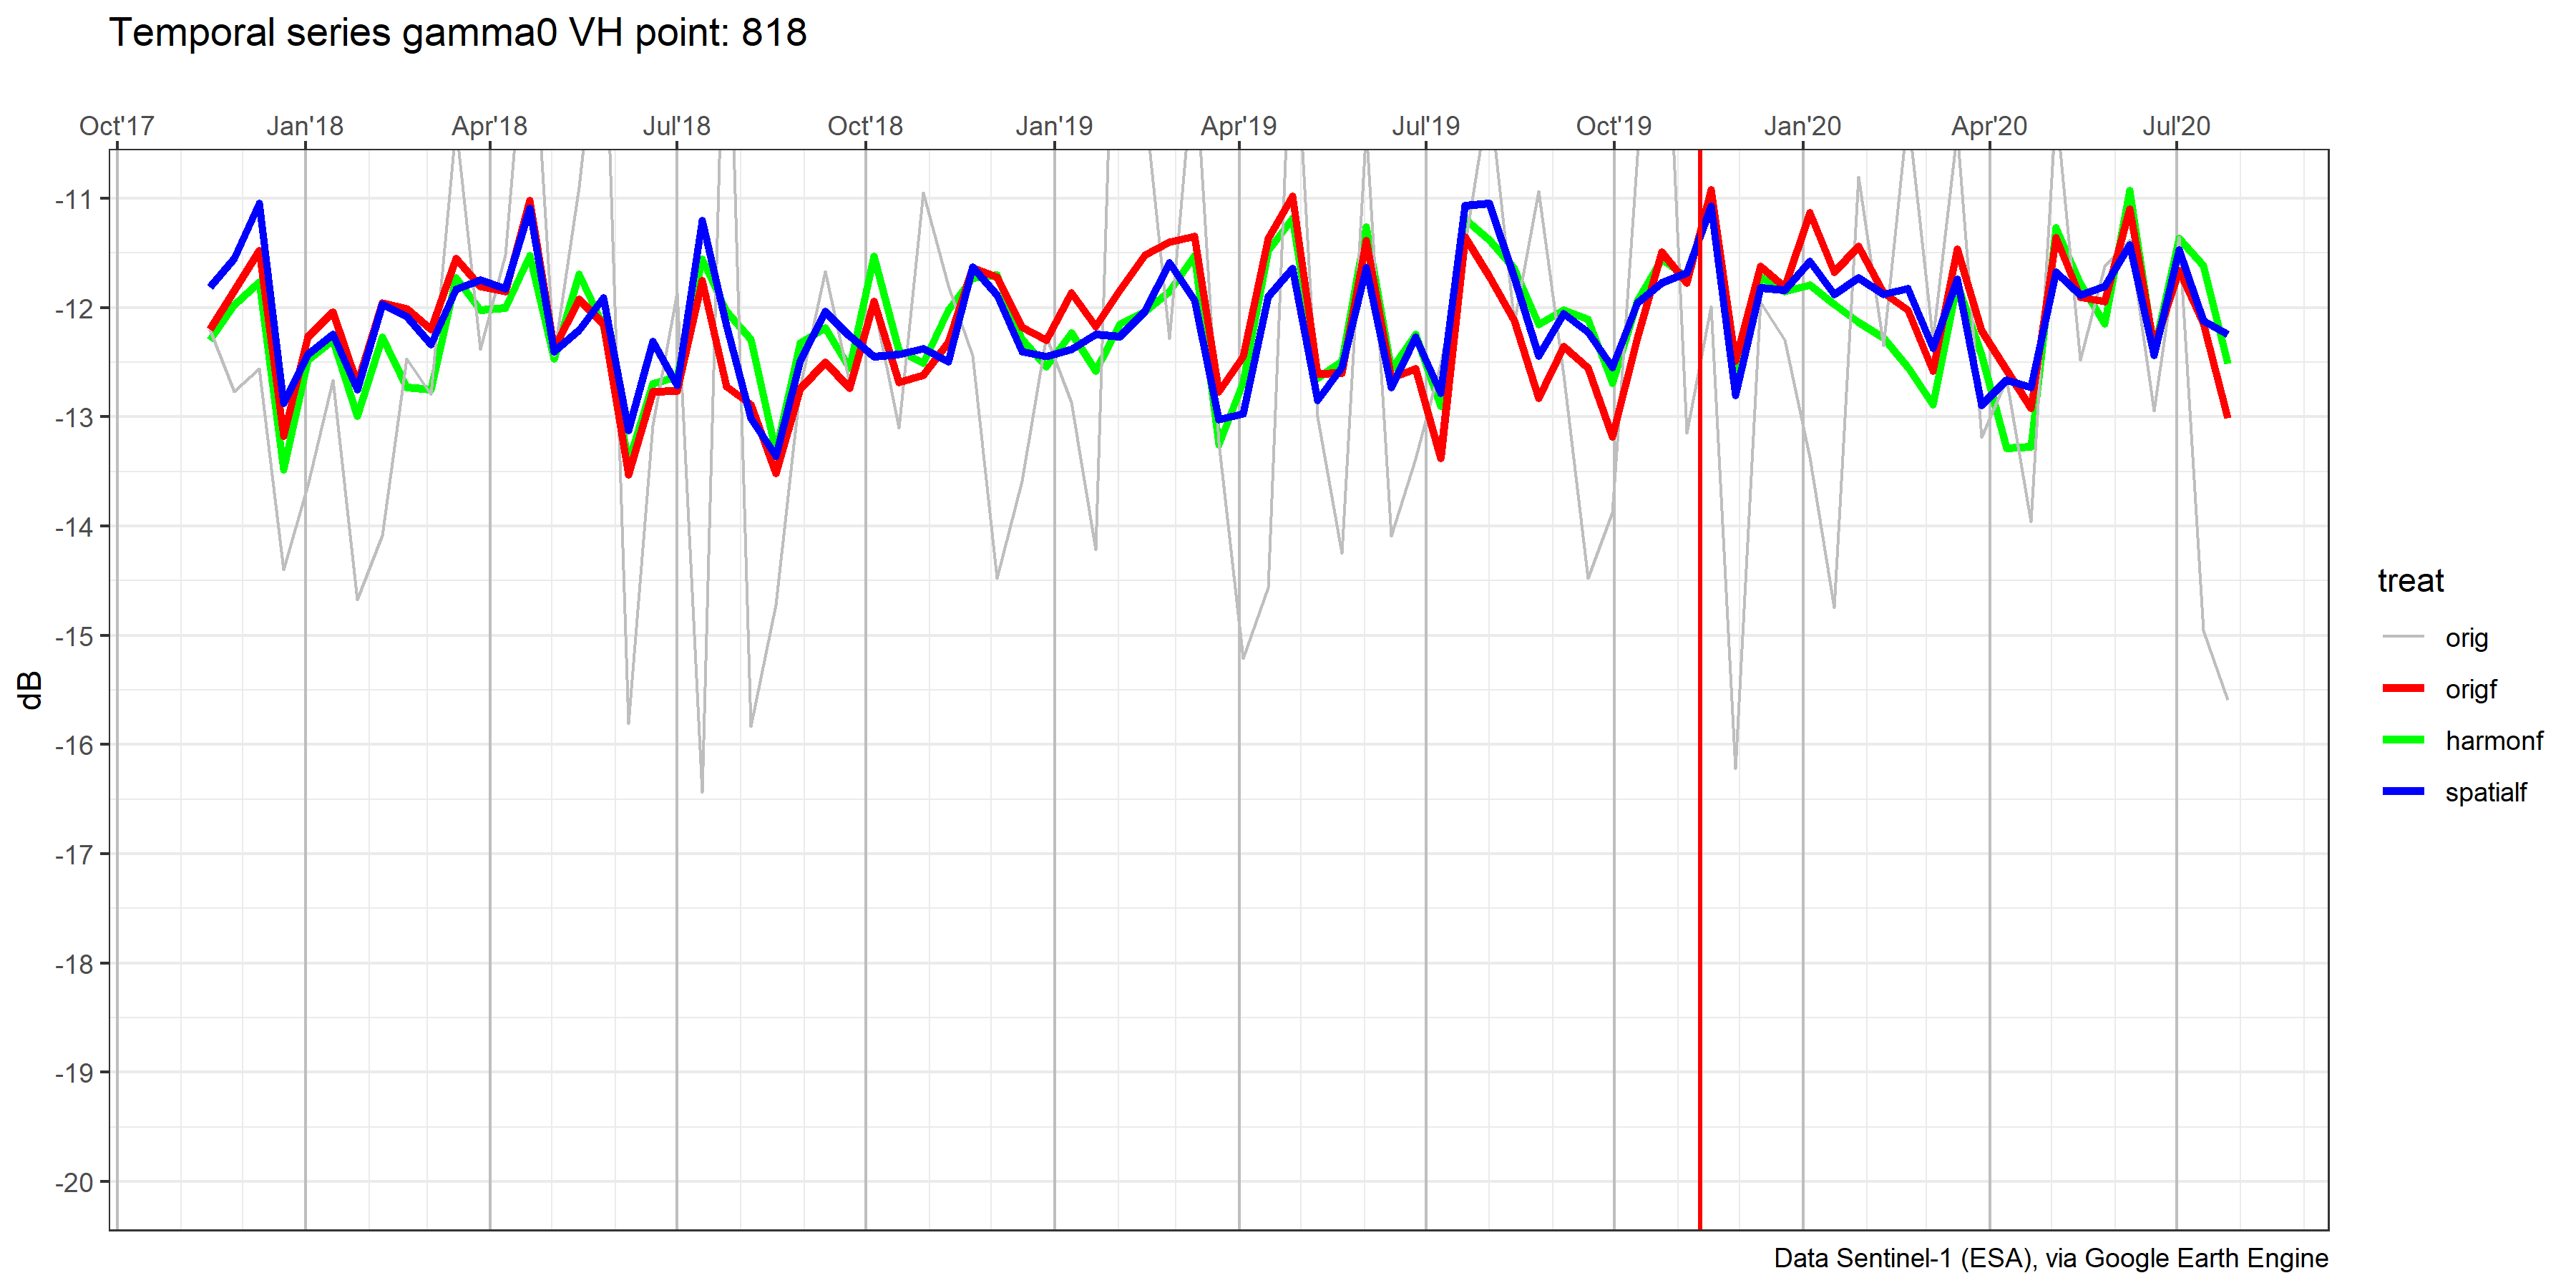 Temporal series gamma0 VH point: 818
Oct'17 Jan'18 Apr'18 Jul'18 Oct'18 Jan'19 Apr'19 Jul'19 Oct'19 Jan'20 Apr'20 Jul'20
-11
-12
-13
-14
-15
-16
-17
-18
-19
-20
dB
treat
orig
origf
harmonf
spatialf
Data Sentinel-1 (ESA), via Google Earth Engine